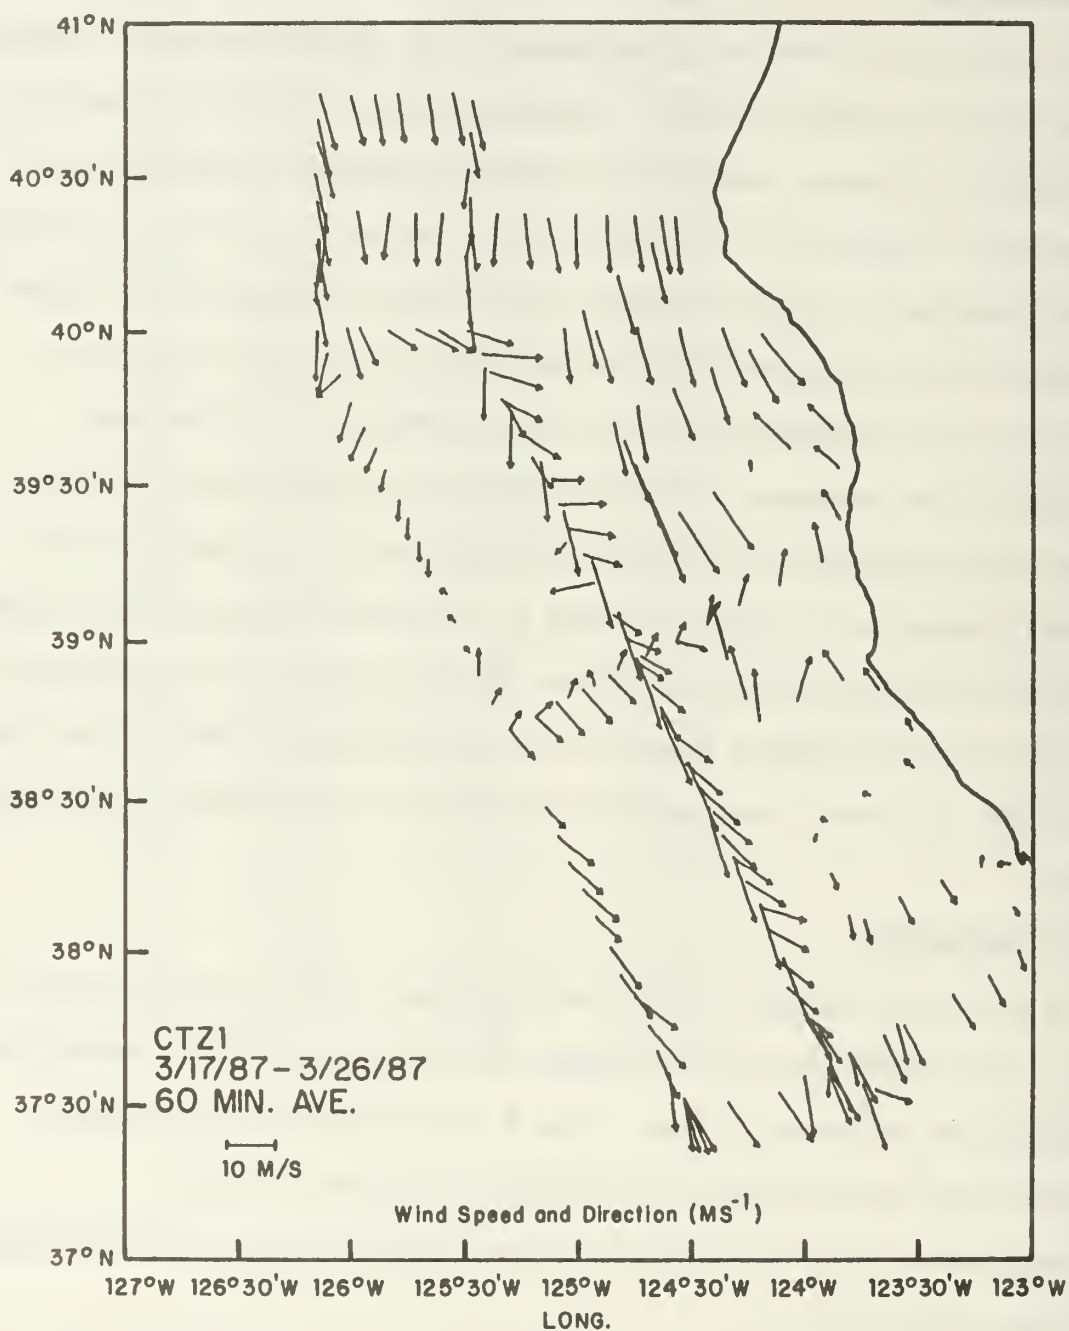 41°N
40°30'N
40°N
39°30'N
39°N
38°30'N
38°N
37°30'N
37°N
CTZ1
3/17/87 - 3/26/87
60 MIN. AVE.
10 M/S
Wind Speed and Direction (MS⁻¹)
127°W 126°30'W 126°W 125°30'W 125°W 124°30'W 124°W 123°30'W 123°W
LONG.